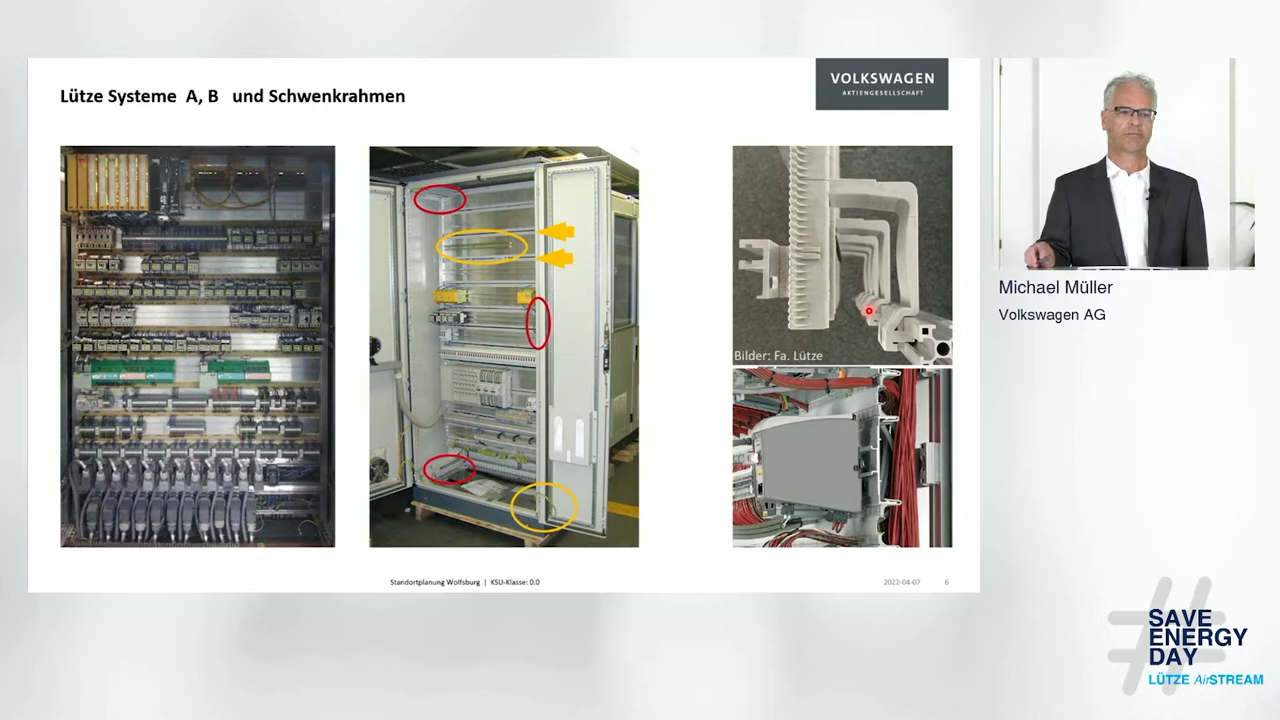 Lütze Systeme A, B und Schwenkrahmen
VOLKSWAGEN
AKTIENGESELLSCHAFT
Bilder: Fa. Lütze
Standortplanung Wolfsburg | KSU-Klasse: 0.0
2022-04-07
6
Michael Müller
Volkswagen AG
#
SAVE
ENERGY
DAY
LÜTZE AirSTREAM